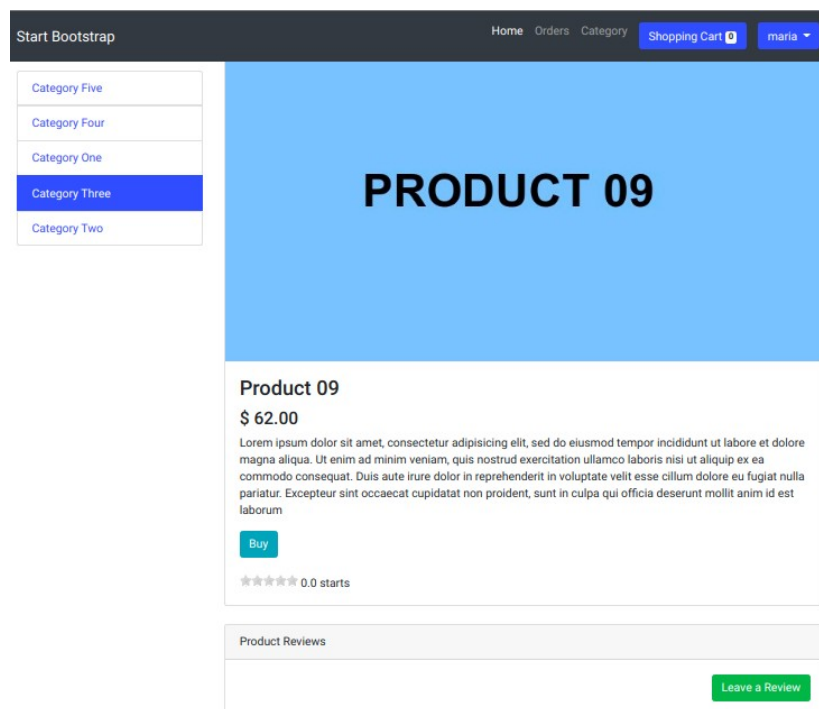 Start Bootstrap
Home Orders Category Shopping Cart 0 maria
Category Five
Category Four
Category One
Category Three
Category Two
PRODUCT 09
Product 09
$ 62.00
Lorem ipsum dolor sit amet, consectetur adipisicing elit, sed do eiusmod tempor incididunt ut labore et dolore
magna aliqua. Ut enim ad minim veniam, quis nostrud exercitation ullamco laboris nisi ut aliquip ex ea
commodo consequat. Duis aute irure dolor in reprehenderit in voluptate velit esse cillum dolore eu fugiat nulla
pariatur. Excepteur sint occaecat cupidatat non proident, sunt in culpa qui officia deserunt mollit anim id est
laborum
Buy
0.0 starts
Product Reviews
Leave a Review